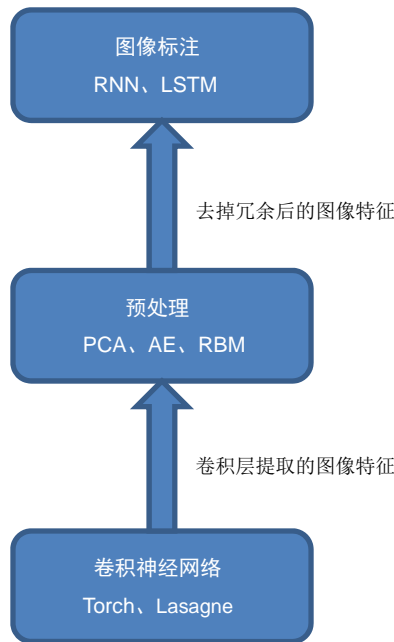 图像标注
RNN、LSTM
去掉冗余后的图像特征
预处理
PCA、AE、RBM
卷积层提取的图像特征
卷积神经网络
Torch、Lasagne